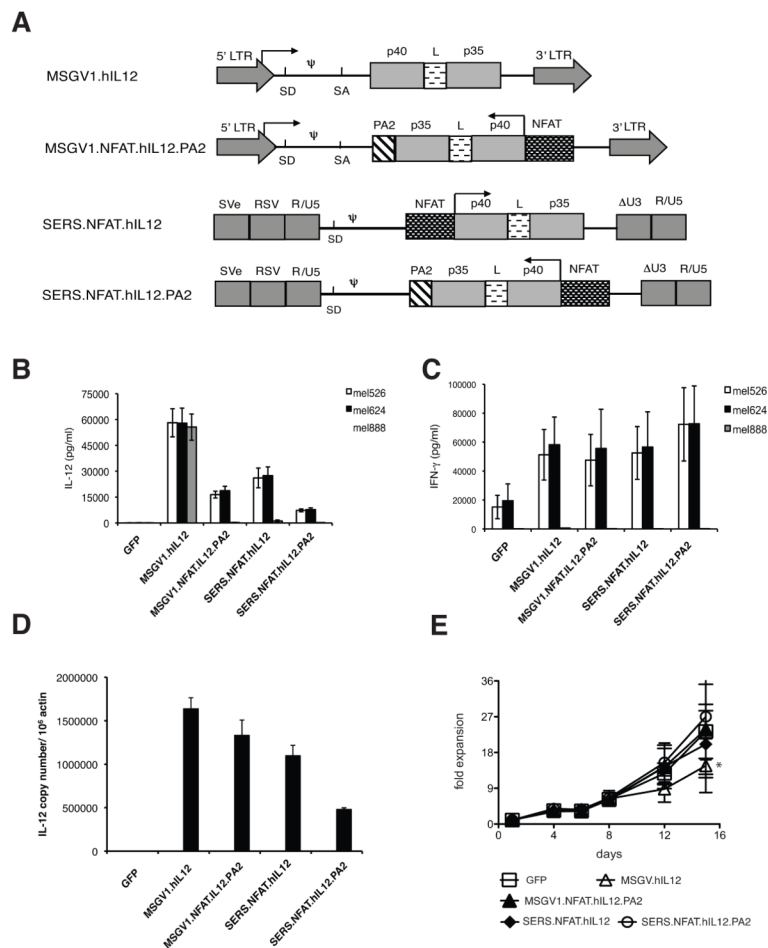 A
MSGV1.hIL12
5' LTR
ψ
SD
SA
p40
L
p35
3' LTR
MSGV1.NFAT.hIL12.PA2
5' LTR
ψ
SD
SA
PA2
p35
L
p40
NFAT
3' LTR
SERS.NFAT.hIL12
SVe
RSV
R/U5
ψ
SD
NFAT
p40
L
p35
ΔU3
R/U5
SERS.NFAT.hIL12.PA2
SVe
RSV
R/U5
ψ
SD
PA2
p35
L
p40
NFAT
ΔU3
R/U5
B
IL-12 (pg/ml)
75000
60000
45000
30000
15000
0
mel526
mel624
mel888
GFP
MSGV1.hIL12
MSGV1.NFAT.IL12.PA2
SERS.NFAT.hIL12
SERS.NFAT.hIL12.PA2
C
IFN-γ (pg/ml)
100000
80000
60000
40000
20000
0
mel526
mel624
mel888
GFP
MSGV1.hIL12
MSGV1.NFAT.IL12.PA2
SERS.NFAT.hIL12
SERS.NFAT.hIL12.PA2
D
IL-12 copy number/ 10⁶ actin
2000000
1500000
1000000
500000
0
GFP
MSGV1.hIL12
MSGV1.NFAT.IL12.PA2
SERS.NFAT.hIL12
SERS.NFAT.hIL12.PA2
E
fold expansion
36
27
18
9
0
0 4 8 12 16
*
days
GFP
MSGV.hIL12
MSGV1.NFAT.hIL12.PA2
SERS.NFAT.hIL12
SERS.NFAT.hIL12.PA2